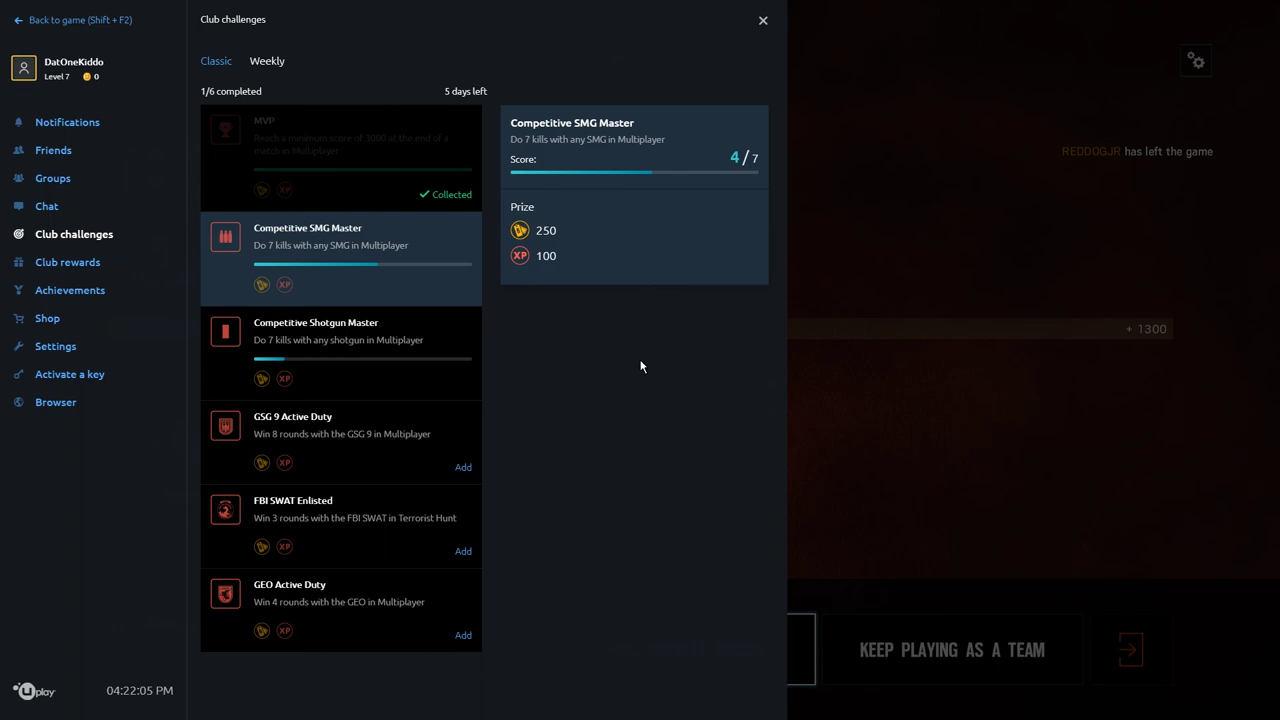 Back to game (Shift + F2)
DatOneKiddo
Level 7 0
Notifications
Friends
Groups
Chat
Club challenges
Club rewards
Achievements
Shop
Settings
Activate a key
Browser
uplay
04:22:05 PM
Club challenges
Classic Weekly
1/6 completed 5 days left
MVP
Reach a minimum score of 3000 at the end of a
match in Multiplayer
Collected
Competitive SMG Master
Do 7 kills with any SMG in Multiplayer
XP
Competitive Shotgun Master
Do 7 kills with any shotgun in Multiplayer
XP
GSG 9 Active Duty
Win 8 rounds with the GSG 9 in Multiplayer
XP
Add
FBI SWAT Enlisted
Win 3 rounds with the FBI SWAT in Terrorist Hunt
XP
Add
GEO Active Duty
Win 4 rounds with the GEO in Multiplayer
XP
Add
Competitive SMG Master
Do 7 kills with any SMG in Multiplayer
Score: 4 / 7
Prize
250
XP 100
REDDOGJR has left the game
+ 1300
KEEP PLAYING AS A TEAM